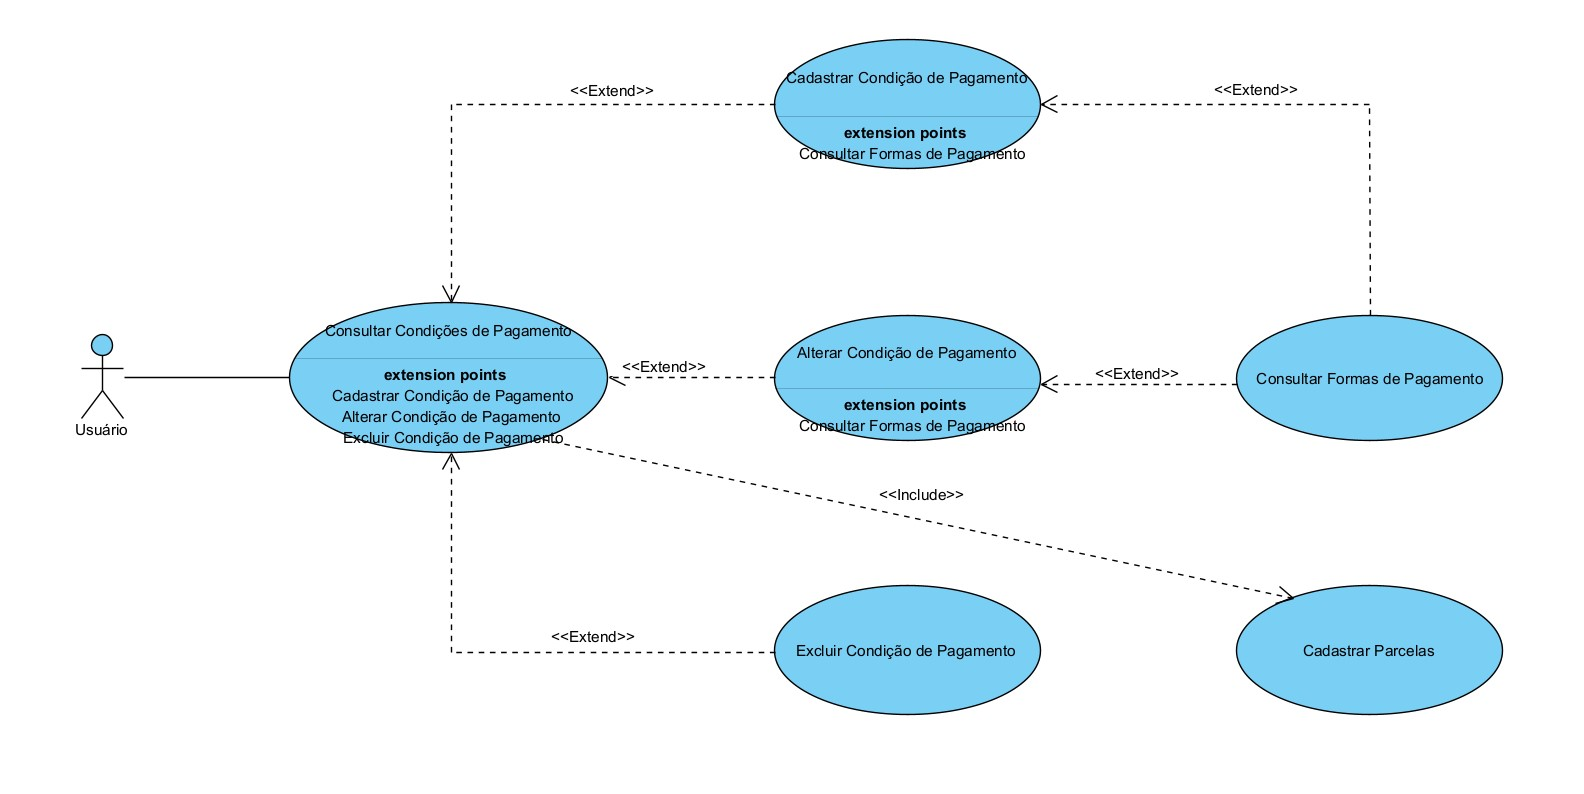 Cadastrar Condição de Pagamento
extension points
Consultar Formas de Pagamento
<<Extend>>
<<Extend>>
Consultar Condições de Pagamento
extension points
Cadastrar Condição de Pagamento
Alterar Condição de Pagamento
Excluir Condição de Pagamento
Usuário
<<Extend>>
Alterar Condição de Pagamento
extension points
Consultar Formas de Pagamento
<<Extend>>
Consultar Formas de Pagamento
<<Include>>
<<Extend>>
Excluir Condição de Pagamento
Cadastrar Parcelas